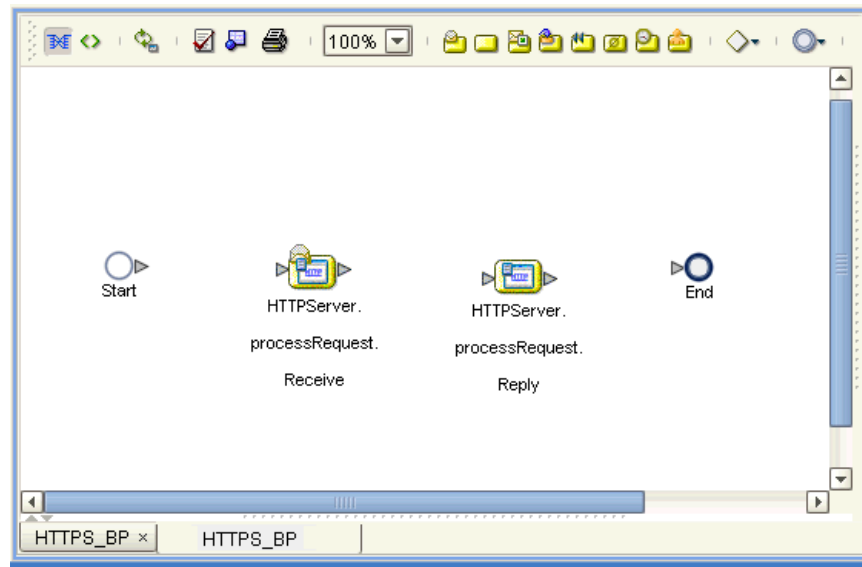 100%
Start
HTTPServer.
processRequest.
Receive
HTTPServer.
processRequest.
Reply
End
HTTPS_BP ×
HTTPS_BP